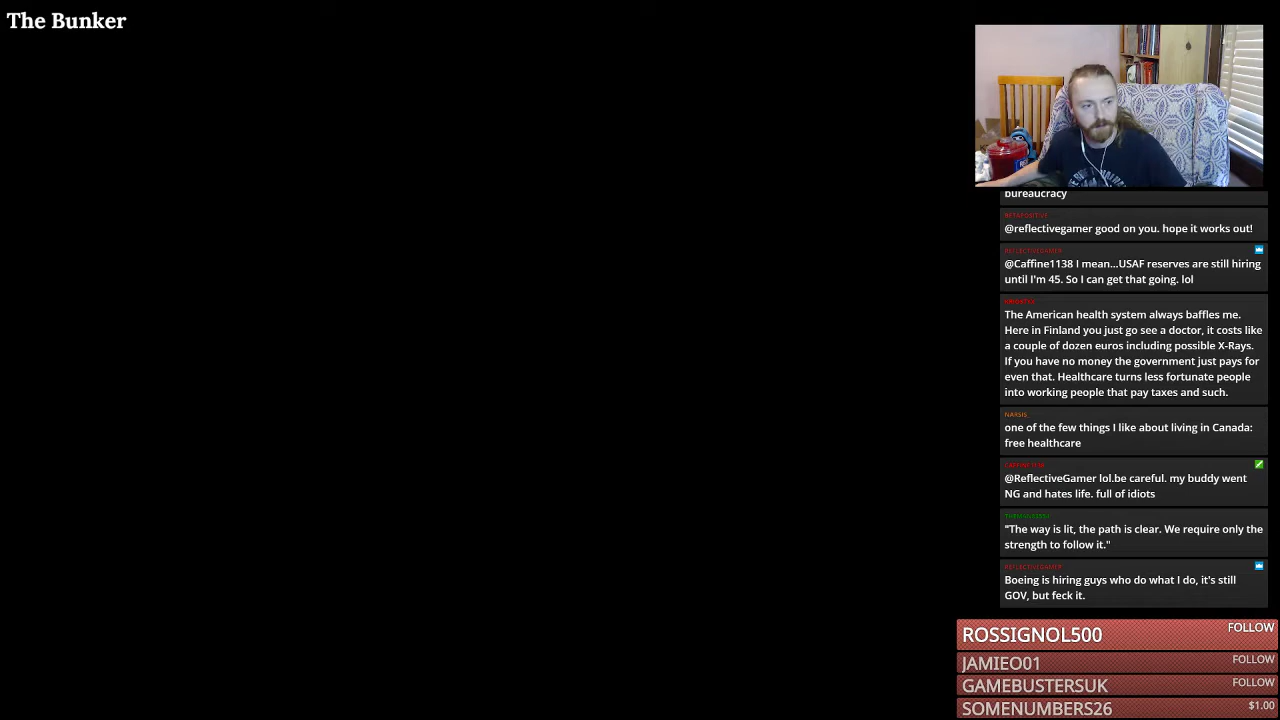 The Bunker
bureaucracy
BETAPOSITIVE
@reflectivegamer good on you. hope it works out!
REFLECTIVEGAMER
@Caffine1138 I mean...USAF reserves are still hiring
until I'm 45. So I can get that going. lol
The American health system always baffles me.
Here in Finland you just go see a doctor, it costs like
a couple of dozen euros including possible X-Rays.
If you have no money the government just pays for
even that. Healthcare turns less fortunate people
into working people that pay taxes and such.
NARSIS_
one of the few things I like about living in Canada:
free healthcare
CAFFINE1138
@ReflectiveGamer lol.be careful. my buddy went
NG and hates life. full of idiots
"The way is lit, the path is clear. We require only the
strength to follow it."
REFLECTIVEGAMER
Boeing is hiring guys who do what I do, it's still
GOV, but feck it.
ROSSIGNOL500 FOLLOW
JAMIEO01 FOLLOW
GAMEBUSTERSUK FOLLOW
SOMENUMBERS26 $1.00